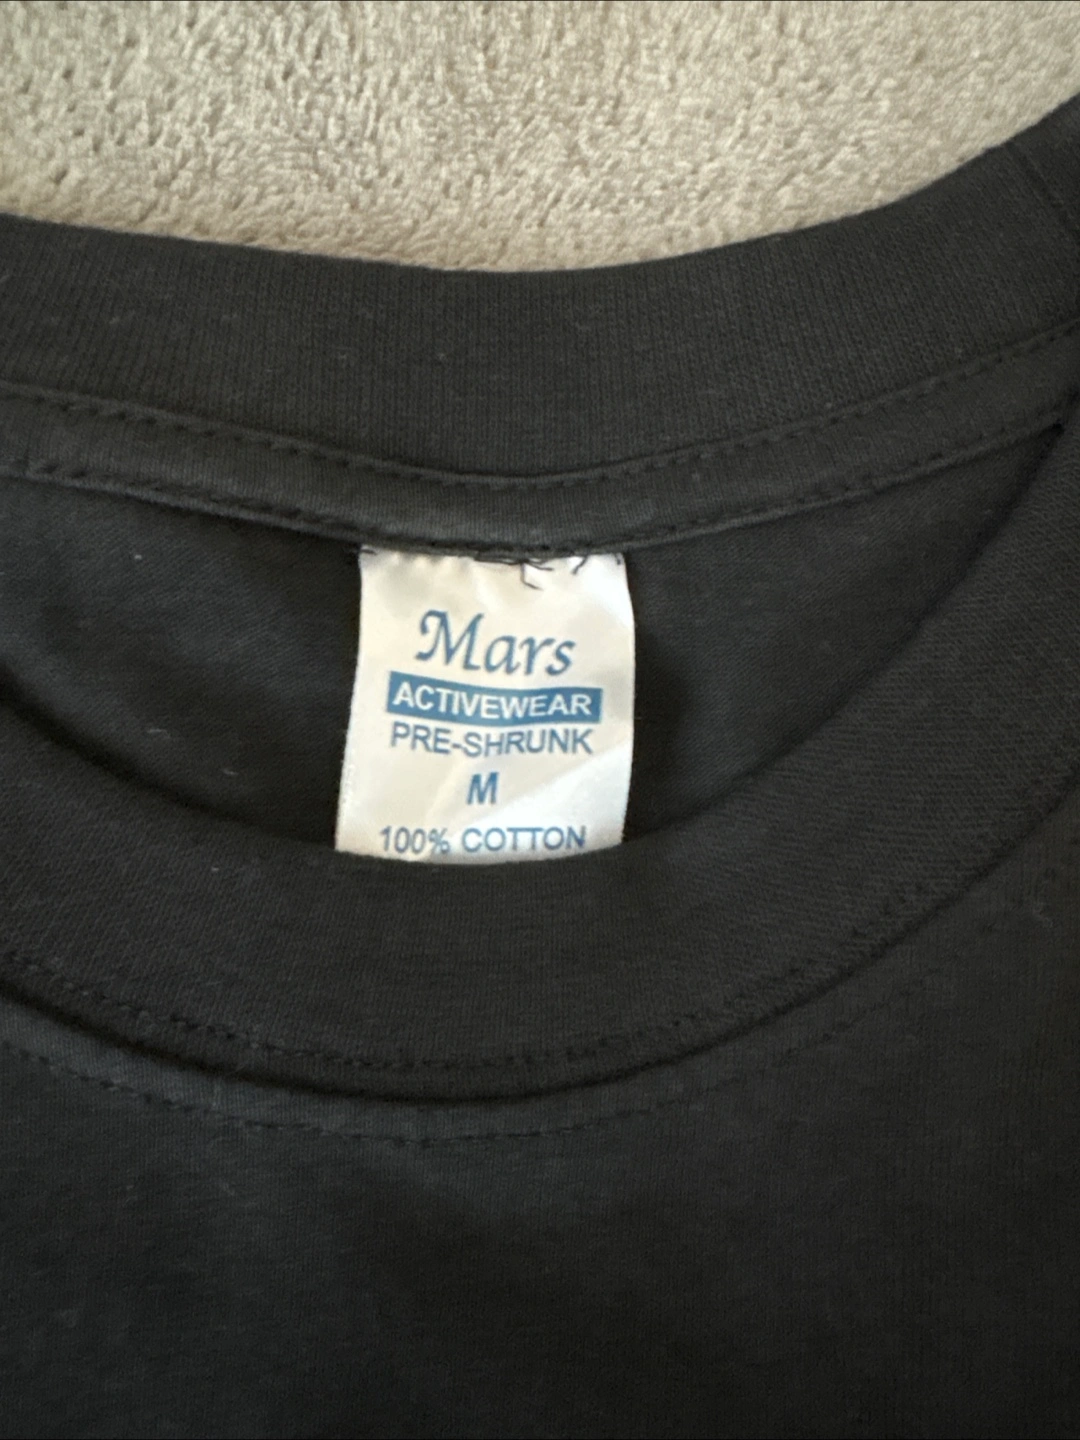 Mars
ACTIVEWEAR
PRE-SHRUNK
M
100% COTTON